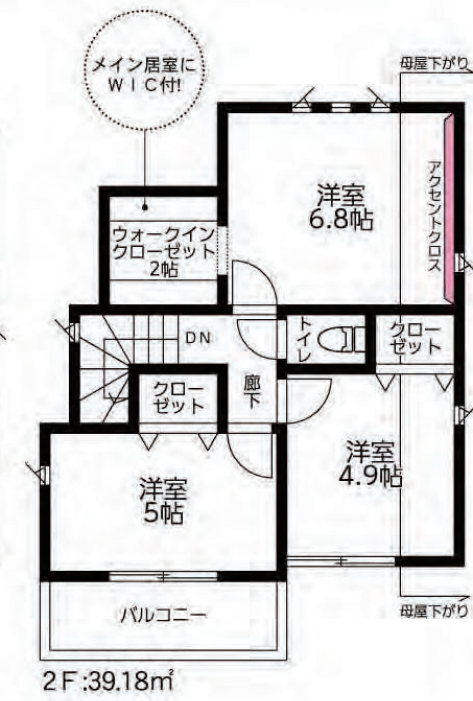 メイン居室に
WIC付!
母屋下がり
洋室
6.8帖
アクセントクロス
ウォークイン
クローゼット
2帖
DN
トイレ
クロー
ゼット
廊下
クロー
ゼット
洋室
4.9帖
洋室
5帖
バルコニー
母屋下がり
2F:39.18㎡